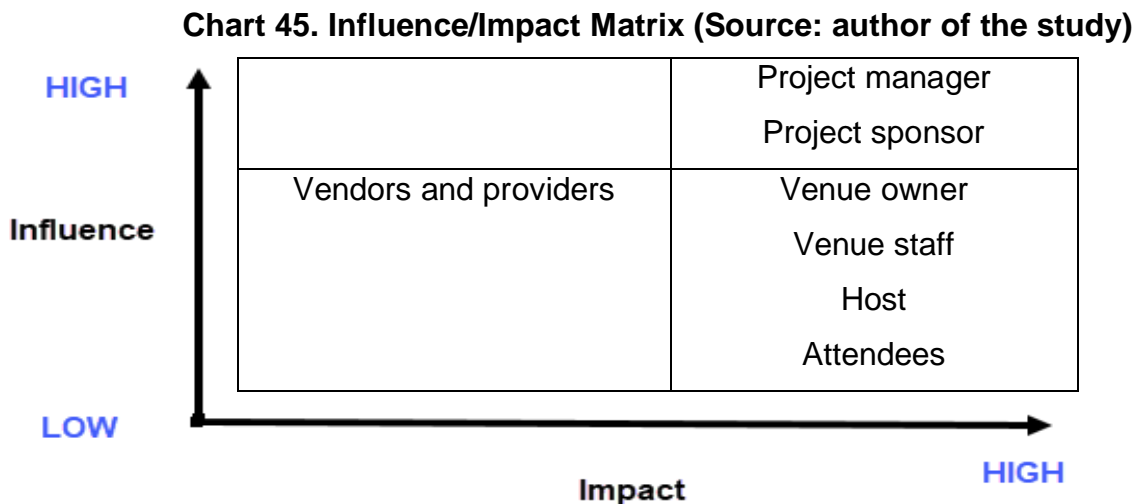 Chart 45. Influence/Impact Matrix (Source: author of the study)
HIGH
Project manager
Project sponsor
Influence
Vendors and providers
Venue owner
Venue staff
Host
Attendees
LOW
HIGH
Impact